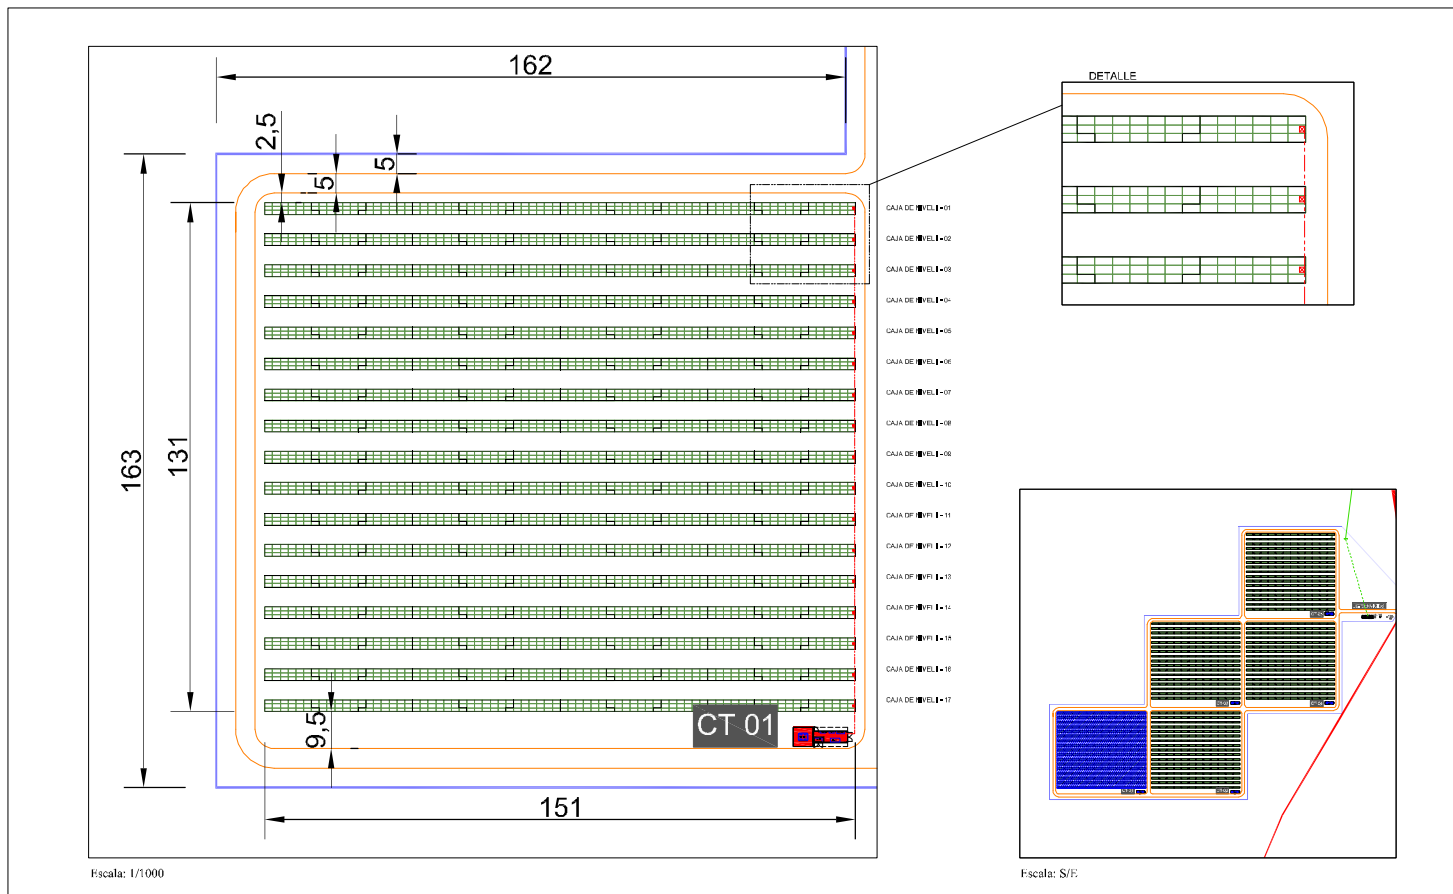 162
DETALLE
2,5
5
5
CAJA DE NIVEL I - 01
CAJA DE NIVEL I - 02
CAJA DE NIVEL I - 03
CAJA DE NIVEL I - 04
CAJA DE NIVEL I - 05
CAJA DE NIVEL I - 06
CAJA DE NIVEL I - 07
CAJA DE NIVEL I - 08
CAJA DE NIVEL I - 09
CAJA DE NIVEL I - 10
CAJA DE NIVEL I - 11
CAJA DE NIVEL I - 12
CAJA DE NIVEL I - 13
CAJA DE NIVEL I - 14
CAJA DE NIVEL I - 15
CAJA DE NIVEL I - 16
CAJA DE NIVEL I - 17
163
131
9,5
CT 01
151
Escala: 1/1000
Escala: S/E